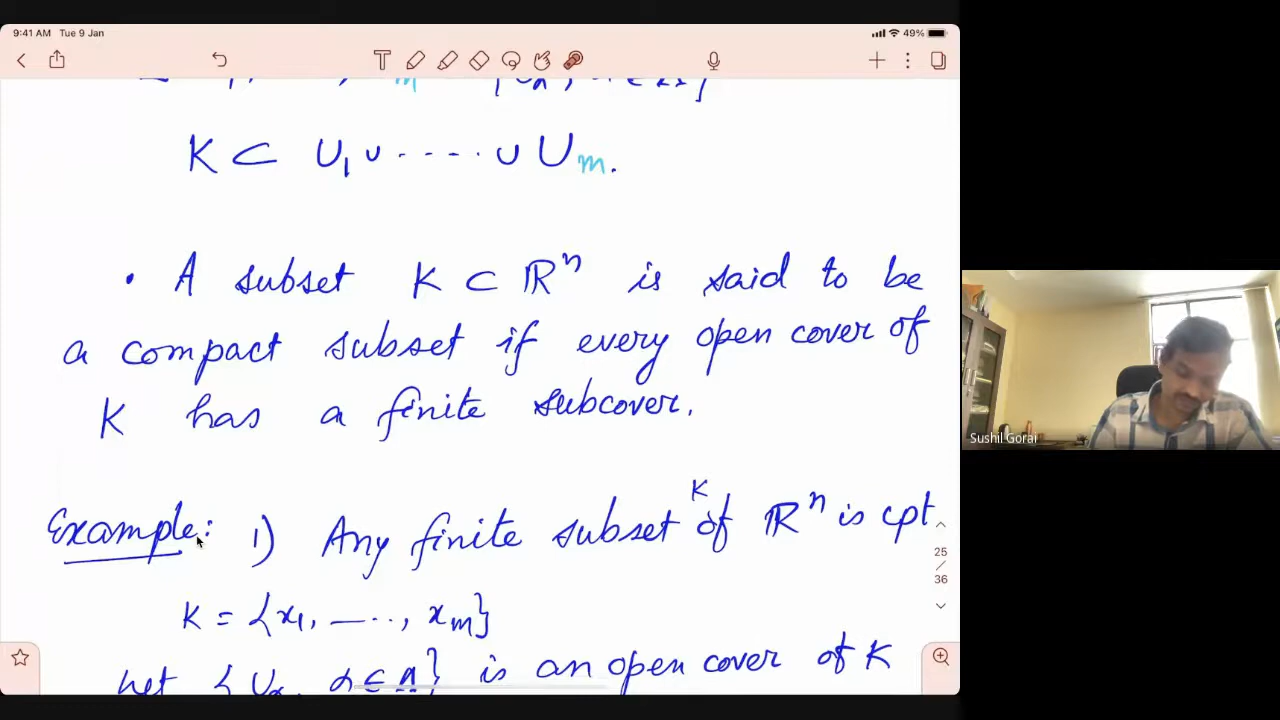 9:41 AM Tue 9 Jan
49%
T
m
K ⊂ U₁ ∪ ····· ∪ Uₘ.
• A subset K ⊂ ℝⁿ is said to be
a compact subset if every open cover of
K has a finite subcover.
Example: 1) Any finite subset K of ℝⁿ is cpt
K = {x₁, —··, xₘ}
Let {U_α, α ∈ Λ} is an open cover of K
25
/
36
Sushil Gorai